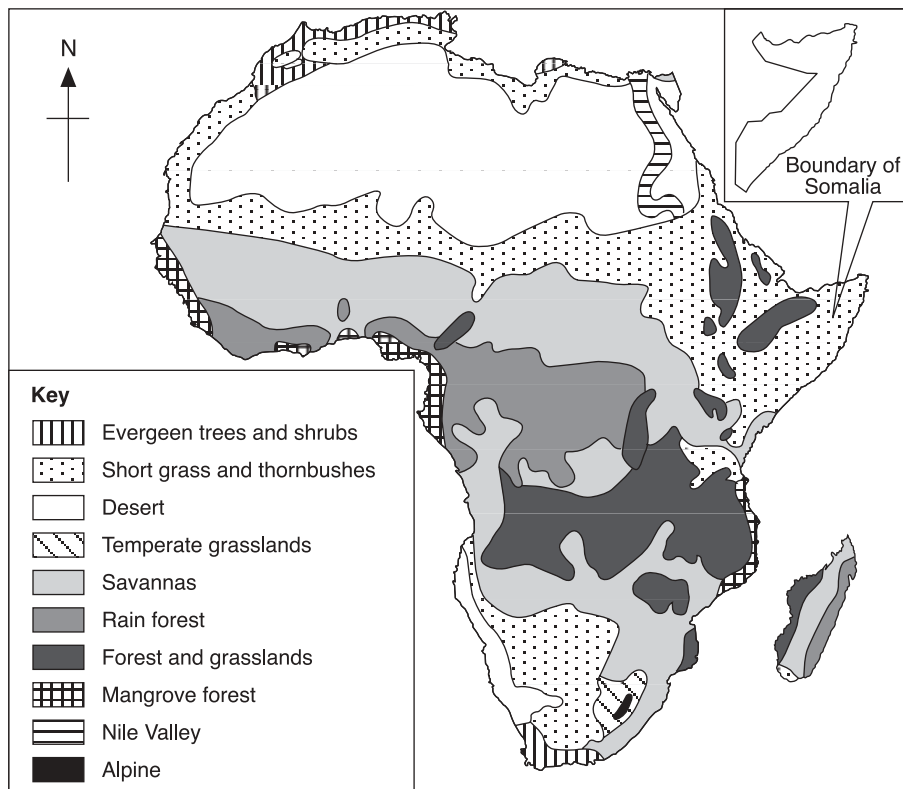 N
Boundary of
Somalia
Key
Evergeen trees and shrubs
Short grass and thornbushes
Desert
Temperate grasslands
Savannas
Rain forest
Forest and grasslands
Mangrove forest
Nile Valley
Alpine